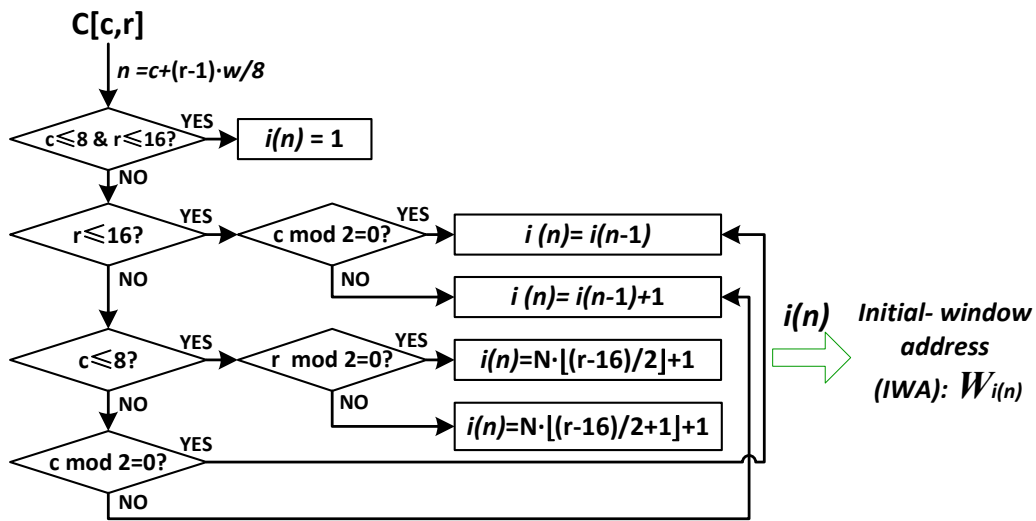 C[c,r]
n =c+(r-1)·w/8
c≤8 & r≤16?
YES
i(n) = 1
NO
r≤16?
YES
c mod 2=0?
YES
i (n)= i(n-1)
NO
NO
i (n)= i(n-1)+1
c≤8?
YES
r mod 2=0?
YES
i(n)=N·⌊(r-16)/2⌋+1
NO
NO
i(n)=N·⌊(r-16)/2+1⌋+1
c mod 2=0?
YES
NO
i(n)
Initial- window
address
(IWA): Wi(n)